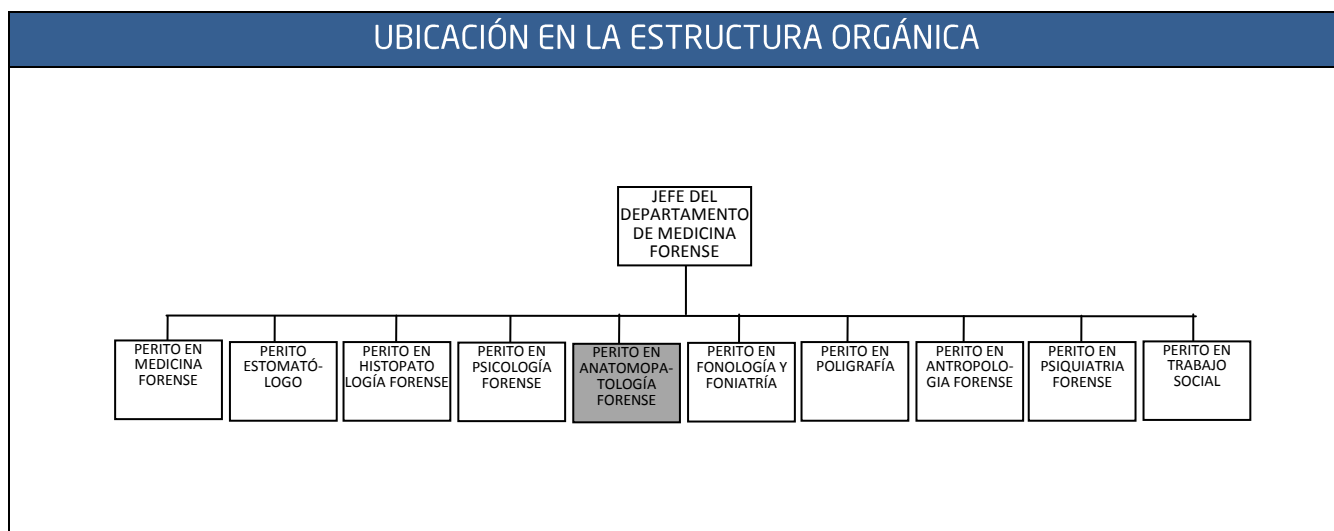 UBICACIÓN EN LA ESTRUCTURA ORGÁNICA
JEFE DEL
DEPARTAMENTO
DE MEDICINA
FORENSE
PERITO EN
MEDICINA
FORENSE
PERITO
ESTOMATÓ-
LOGO
PERITO EN
HISTOPATO
LOGÍA FORENSE
PERITO EN
PSICOLOGÍA
FORENSE
PERITO EN
ANATOMOPA-
TOLOGÍA
FORENSE
PERITO EN
FONOLOGÍA Y
FONIATRÍA
PERITO EN
POLIGRAFÍA
PERITO EN
ANTROPOLO-
GIA FORENSE
PERITO EN
PSIQUIATRIA
FORENSE
PERITO EN
TRABAJO
SOCIAL